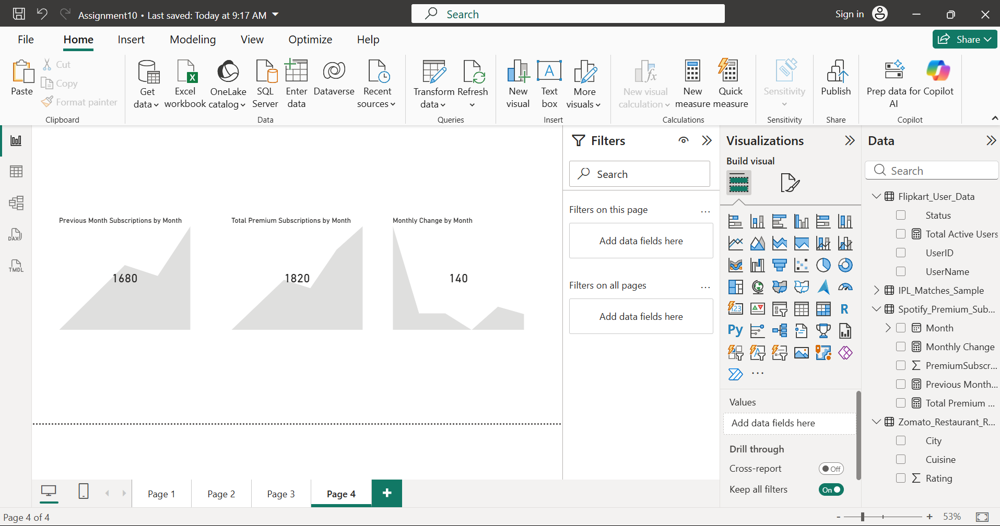 Assignment10 • Last saved: Today at 9:17 AM
Search
Sign in
File Home Insert Modeling View Optimize Help
Share
Paste
Cut
Copy
Format painter
Clipboard
Get data
Excel workbook
OneLake catalog
SQL Server
Enter data
Dataverse
Recent sources
Data
Transform data
Refresh
Queries
New visual
Text box
More visuals
Insert
New visual calculation
New measure
Quick measure
Calculations
Sensitivity
Sensitivity
Publish
Share
Prep data for AI
Copilot
Copilot
DAX
TMDL
Previous Month Subscriptions by Month
1680
Total Premium Subscriptions by Month
1820
Monthly Change by Month
140
Filters
Search
Filters on this page ...
Add data fields here
Filters on all pages ...
Add data fields here
Visualizations
Build visual
123
R
Py
...
Values
Add data fields here
Drill through
Cross-report Off
Keep all filters On
Data
Search
Flipkart_User_Data
Status
Total Active Users
UserID
UserName
IPL_Matches_Sample
Spotify_Premium_Sub...
Month
Monthly Change
PremiumSubscr...
Previous Month...
Total Premium ...
Zomato_Restaurant_R...
City
Cuisine
Rating
Page 1 Page 2 Page 3 Page 4 +
Page 4 of 4
- + 53%